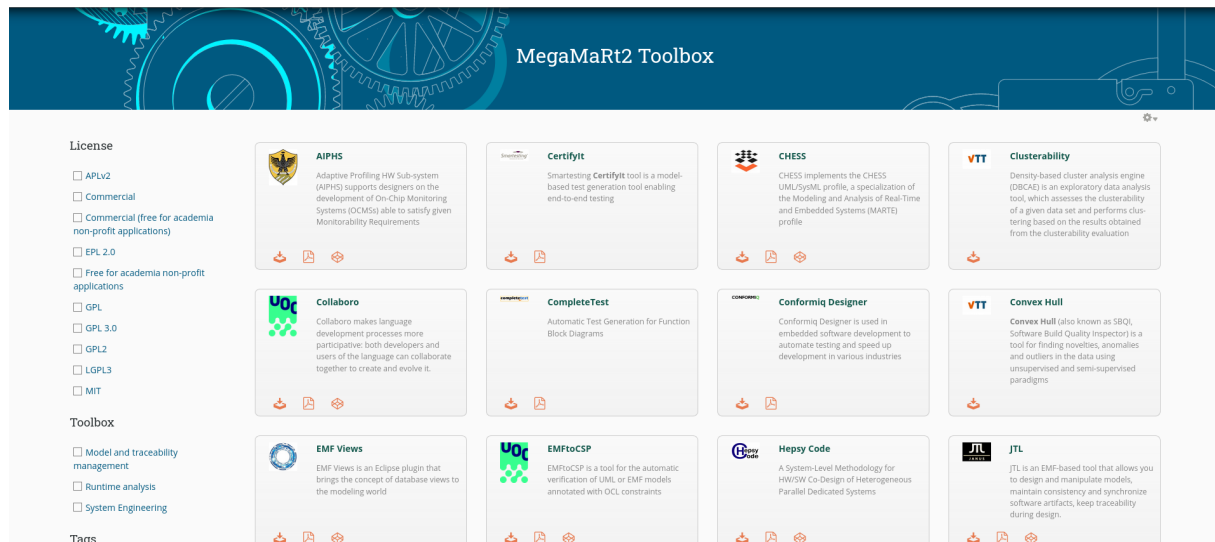 MegaMaRt2 Toolbox
License
APLv2
Commercial
Commercial (free for academia
non-profit applications)
EPL 2.0
Free for academia non-profit
applications
GPL
GPL 3.0
GPL2
LGPL3
MIT
Toolbox
Model and traceability
management
Runtime analysis
System Engineering
Tags
AIPHS
Adaptive Profiling HW Sub-system
(AIPHS) supports designers on the
development of On-Chip Monitoring
Systems (OCMSs) able to satisfy given
Monitorability Requirements
Smartesting
CertifyIt
Smartesting CertifyIt tool is a model-
based test generation tool enabling
end-to-end testing
CHESS
CHESS implements the CHESS
UML/SysML profile, a specialization of
the Modeling and Analysis of Real-Time
and Embedded Systems (MARTE)
profile
VTT
Clusterability
Density-based cluster analysis engine
(DBCAE) is an exploratory data analysis
tool, which assesses the clusterability
of a given data set and performs clus-
tering based on the results obtained
from the clusterability evaluation
UOC
Collaboro
Collaboro makes language
development processes more
participative: both developers and
users of the language can collaborate
together to create and evolve it.
completetest
CompleteTest
Automatic Test Generation for Function
Block Diagrams
CONFORMIQ
Conformiq Designer
Conformiq Designer is used in
embedded software development to
automate testing and speed up
development in various industries
VTT
Convex Hull
Convex Hull (also known as SBQI,
Software Build Quality Inspector) is a
tool for finding novelties, anomalies
and outliers in the data using
unsupervised and semi-supervised
paradigms
EMF Views
EMF Views is an Eclipse plugin that
brings the concept of database views to
the modeling world
UOC
EMFtoCSP
EMFtoCSP is a tool for the automatic
verification of UML or EMF models
annotated with OCL constraints
Hepsy
Code
Hepsy Code
A System-Level Methodology for
HW/SW Co-Design of Heterogeneous
Parallel Dedicated Systems
JTL
JANUS
JTL
JTL is an EMF-based tool that allows you
to design and manipulate models,
maintain consistency and synchronize
software artifacts, keep traceability
during design.